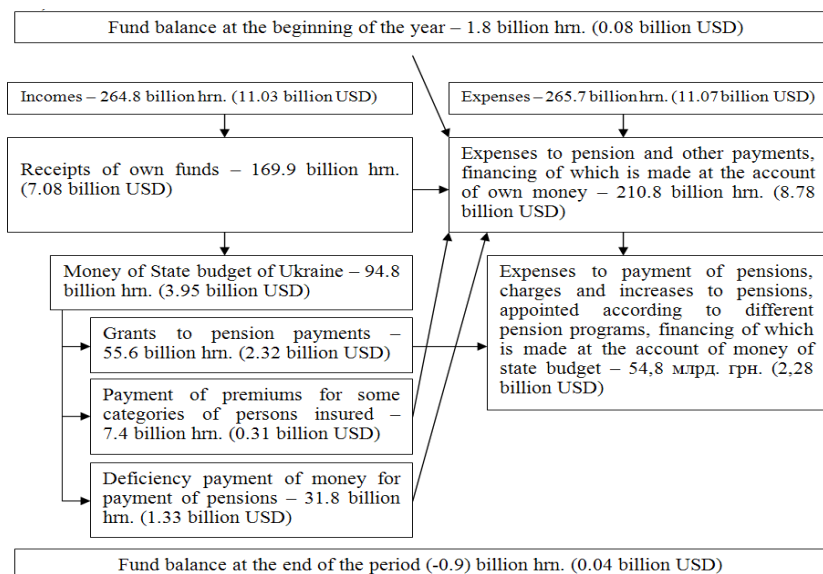 Fund balance at the beginning of the year – 1.8 billion hrn. (0.08 billion USD)
Incomes – 264.8 billion hrn. (11.03 billion USD)
Expenses – 265.7 billion hrn. (11.07 billion USD)
Receipts of own funds – 169.9 billion hrn.
(7.08 billion USD)
Expenses to pension and other payments,
financing of which is made at the account
of own money – 210.8 billion hrn. (8.78
billion USD)
Money of State budget of Ukraine – 94.8
billion hrn. (3.95 billion USD)
Expenses to payment of pensions,
charges and increases to pensions,
appointed according to different
pension programs, financing of which
is made at the account of money of
state budget – 54,8 млрд. грн. (2,28
billion USD)
Grants to pension payments –
55.6 billion hrn. (2.32 billion USD)
Payment of premiums for some
categories of persons insured –
7.4 billion hrn. (0.31 billion USD)
Deficiency payment of money for
payment of pensions – 31.8 billion
hrn. (1.33 billion USD)
Fund balance at the end of the period (-0.9) billion hrn. (0.04 billion USD)